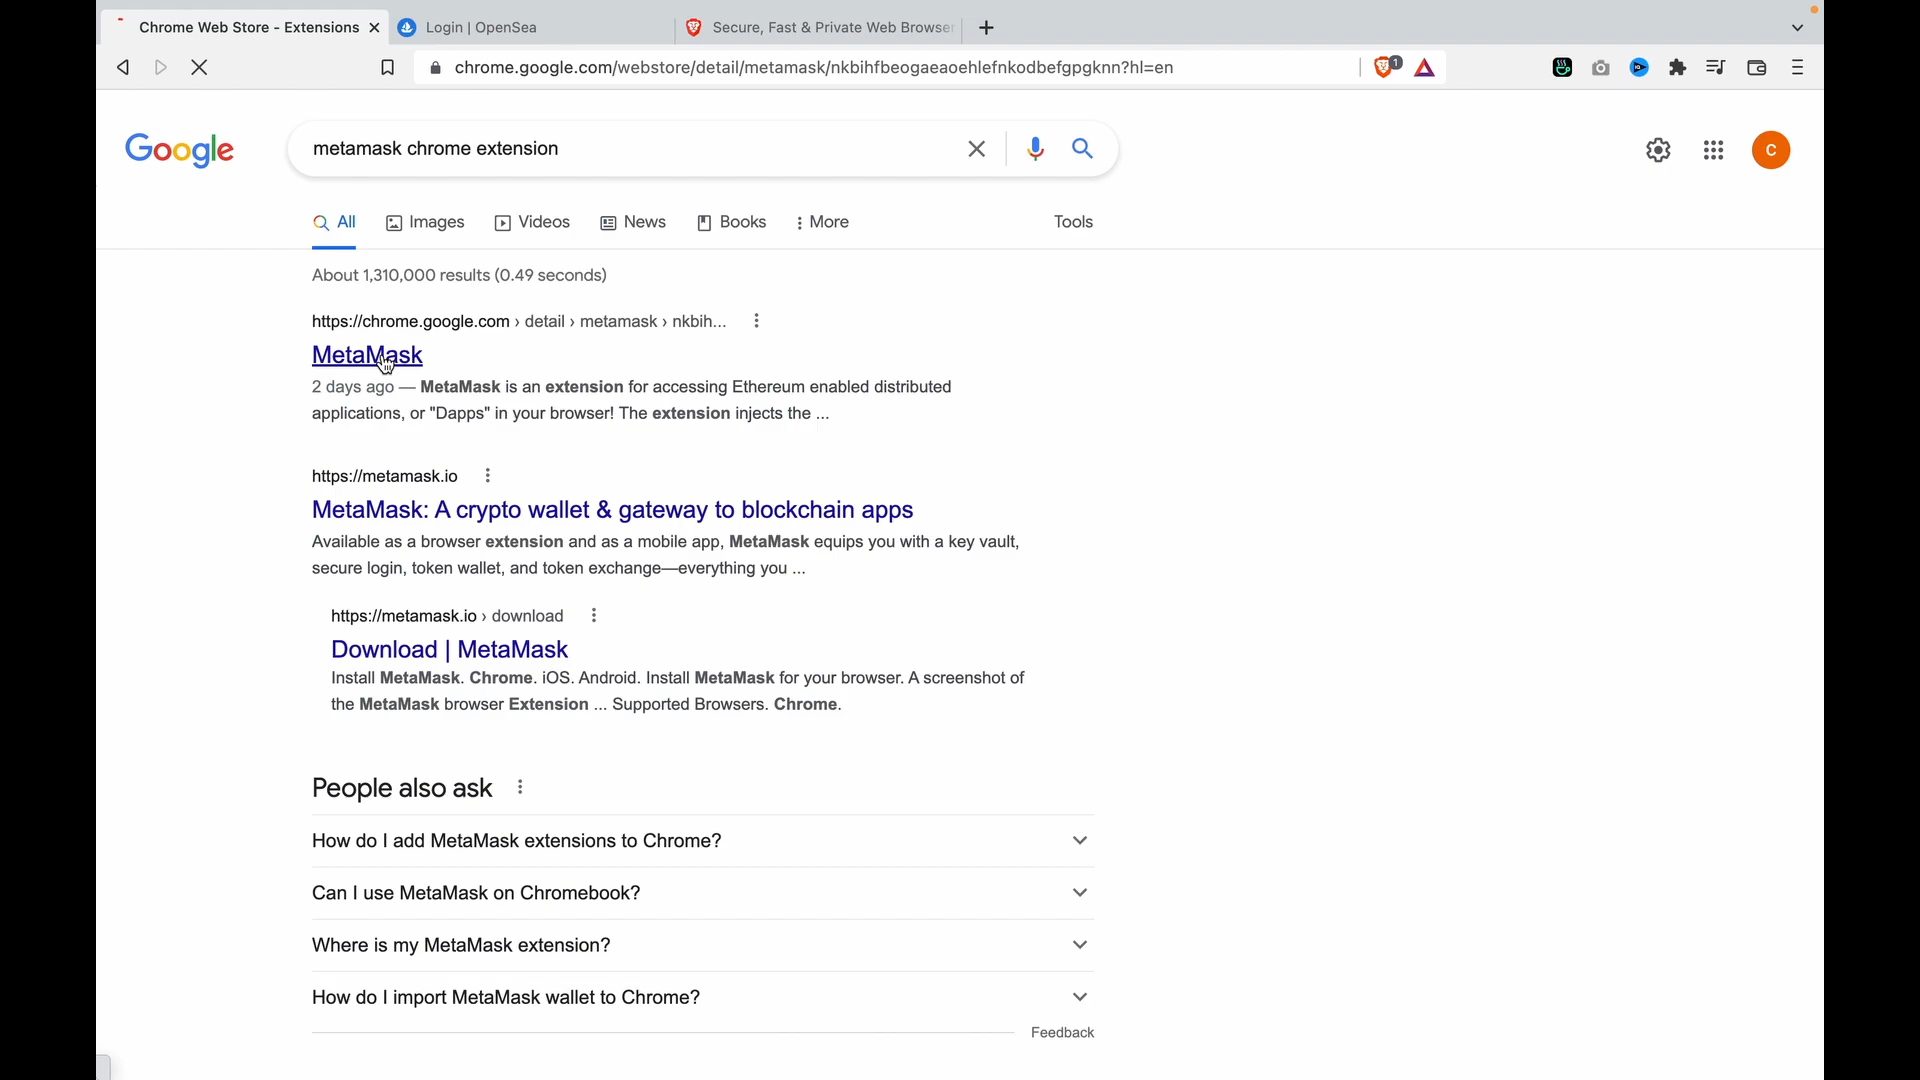 Chrome Web Store - Extensions
Login | OpenSea
Secure, Fast & Private Web Browser
chrome.google.com/webstore/detail/metamask/nkbihfbeogaeaoehlefnkodbefgpgknn?hl=en
1
Google
metamask chrome extension
C
All
Images
Videos
News
Books
More
Tools
About 1,310,000 results (0.49 seconds)
https://chrome.google.com › detail › metamask › nkbih...
MetaMask
2 days ago — MetaMask is an extension for accessing Ethereum enabled distributed
applications, or "Dapps" in your browser! The extension injects the ...
https://metamask.io
MetaMask: A crypto wallet & gateway to blockchain apps
Available as a browser extension and as a mobile app, MetaMask equips you with a key vault,
secure login, token wallet, and token exchange—everything you ...
https://metamask.io › download
Download | MetaMask
Install MetaMask. Chrome. iOS. Android. Install MetaMask for your browser. A screenshot of
the MetaMask browser Extension ... Supported Browsers. Chrome.
People also ask
How do I add MetaMask extensions to Chrome?
Can I use MetaMask on Chromebook?
Where is my MetaMask extension?
How do I import MetaMask wallet to Chrome?
Feedback